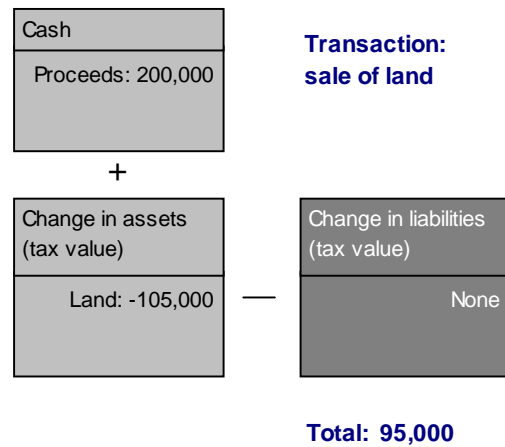 Cash
Transaction:
sale of land
Proceeds: 200,000
+
Change in assets
(tax value)
Change in liabilities
(tax value)
Land: -105,000
—
None
Total: 95,000